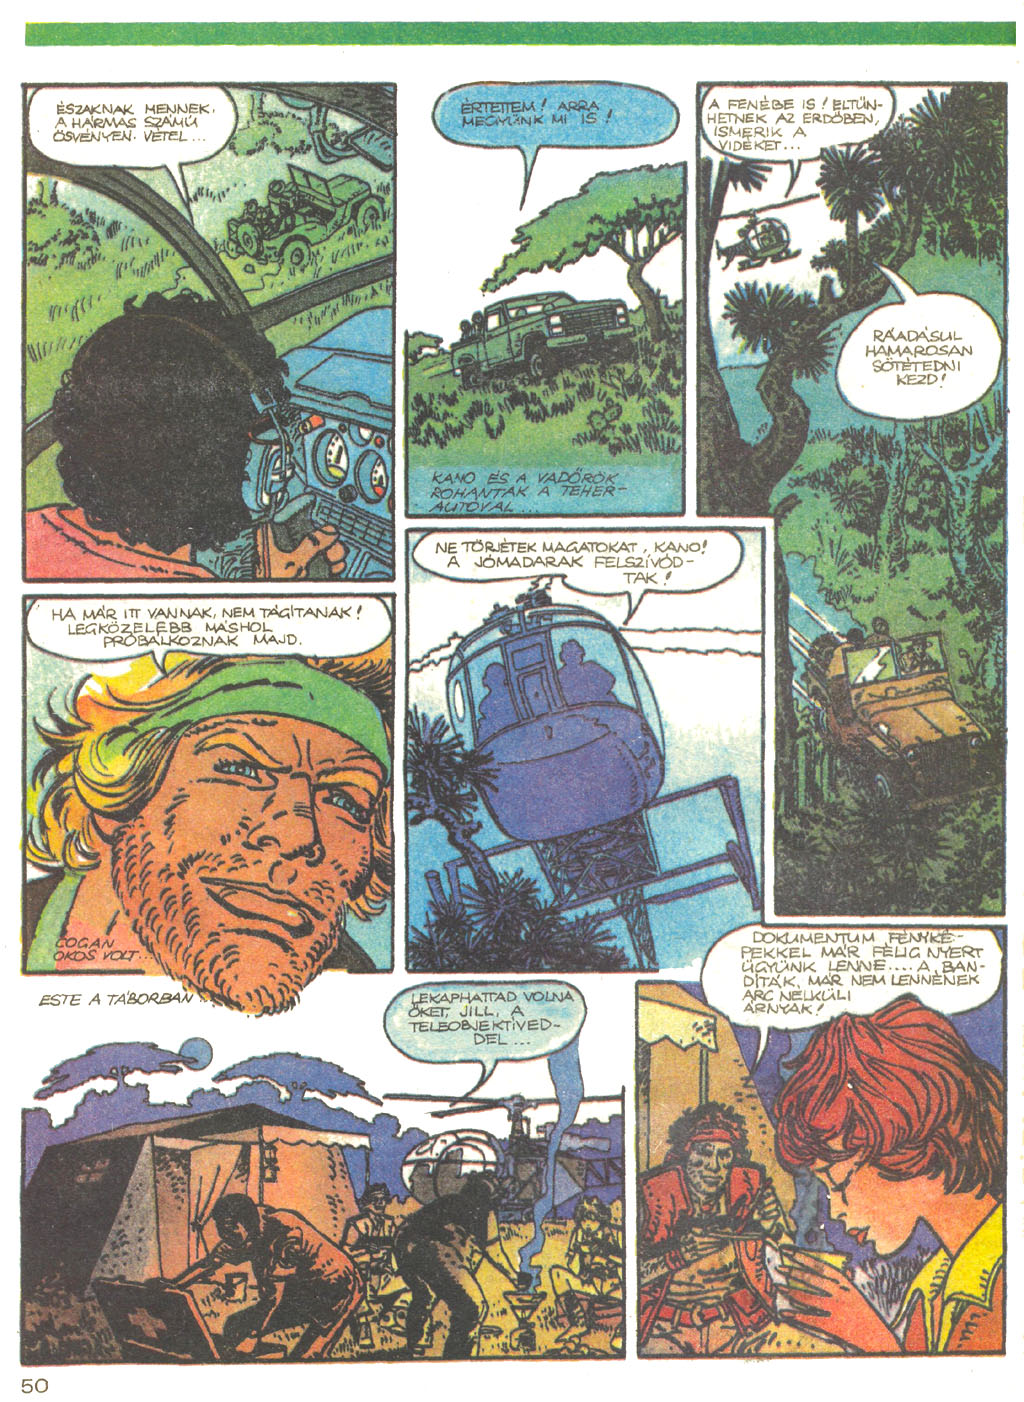 ÉSZAKNAK MENNEK,
A HÁRMAS SZÁMÚ
ÖSVÉNYEN. VÉTEL...
ÉRTETTEM! ARRA
MEGYÜNK MI IS!
KANO ÉS A VADŐRÖK
ROHANTAK A TEHER-
AUTÓVAL...
A FENÉBE IS! ELTŰN-
HETNEK AZ ERDŐBEN,
ISMERIK A
VIDÉKET...
RÁADÁSUL
HAMAROSAN
SÖTÉTEDNI
KEZD!
HA MÁR ITT VANNAK, NEM TÁGÍTANAK!
LEGKÖZELEBB MÁSHOL
PRÓBÁLKOZNAK MAJD.
COGAN
OKOS VOLT...
NE TÖRJÉTEK MAGATOKAT, KANO!
A JÓMADARAK FELSZÍVÓD-
TAK!
ESTE A TÁBORBAN...
LEKAPHATTAD VOLNA
ŐKET, JILL, A
TELEOBJEKTÍVED-
DEL...
DOKUMENTUM FÉNYKÉ-
PEKKEL MÁR FÉLIG NYERT
ÜGYÜNK LENNE.... A BAN-
DITÁK, MÁR NEM LENNÉNEK
ARC NÉLKÜLI
ÁRNYAK!
50